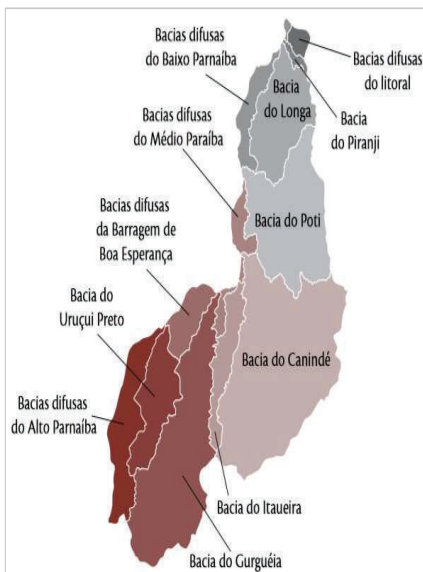 Bacias difusas
do Baixo Parnaíba
Bacias difusas
do litoral
Bacia
do Longa
Bacia
do Piranji
Bacias difusas
do Médio Paraíba
Bacia do Poti
Bacias difusas
da Barragem de
Boa Esperança
Bacia do
Uruçui Preto
Bacia do Canindé
Bacias difusas
do Alto Parnaíba
Bacia do Itaueira
Bacia do Gurguéia